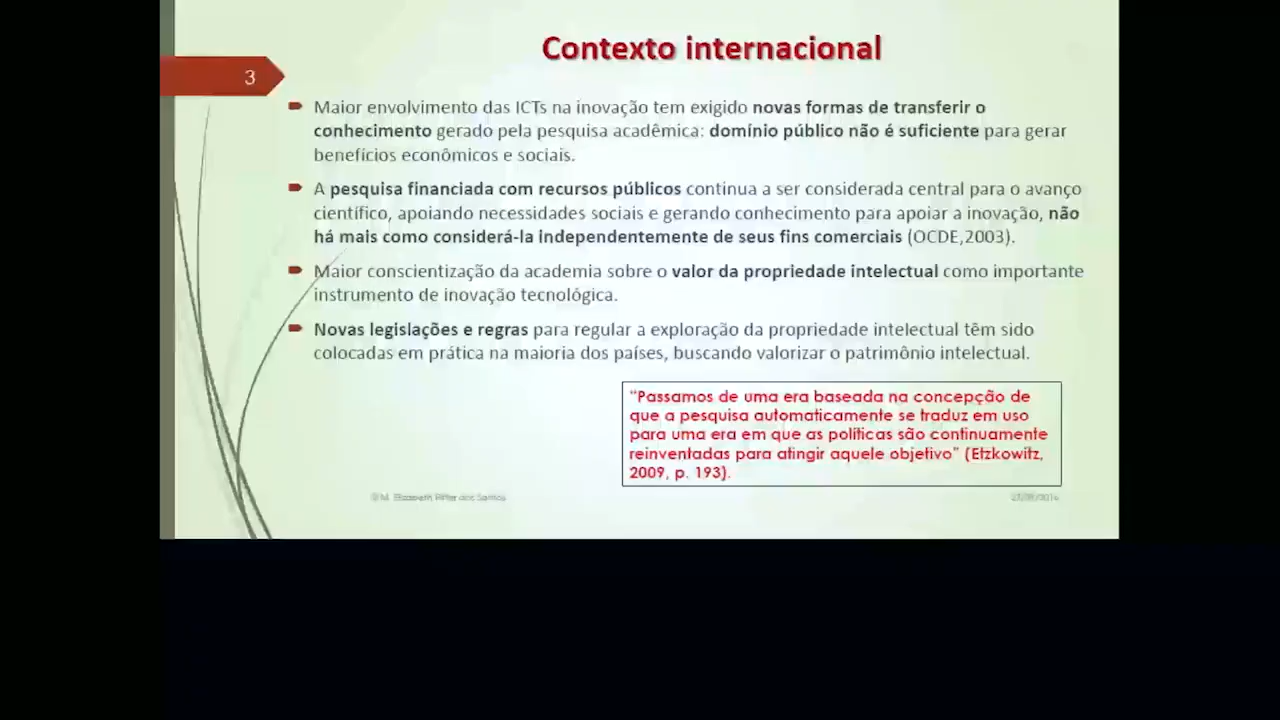 Contexto internacional
3
Maior envolvimento das ICTs na inovação tem exigido novas formas de transferir o
conhecimento gerado pela pesquisa acadêmica: domínio público não é suficiente para gerar
benefícios econômicos e sociais.
A pesquisa financiada com recursos públicos continua a ser considerada central para o avanço
científico, apoiando necessidades sociais e gerando conhecimento para apoiar a inovação, não
há mais como considerá-la independentemente de seus fins comerciais (OCDE,2003).
Maior conscientização da academia sobre o valor da propriedade intelectual como importante
instrumento de inovação tecnológica.
Novas legislações e regras para regular a exploração da propriedade intelectual têm sido
colocadas em prática na maioria dos países, buscando valorizar o patrimônio intelectual.
"Passamos de uma era baseada na concepção de
que a pesquisa automaticamente se traduz em uso
para uma era em que as políticas são continuamente
reinventadas para atingir aquele objetivo" (Etzkowitz,
2009, p. 193).
©M. Elizabeth Ritter dos Santos